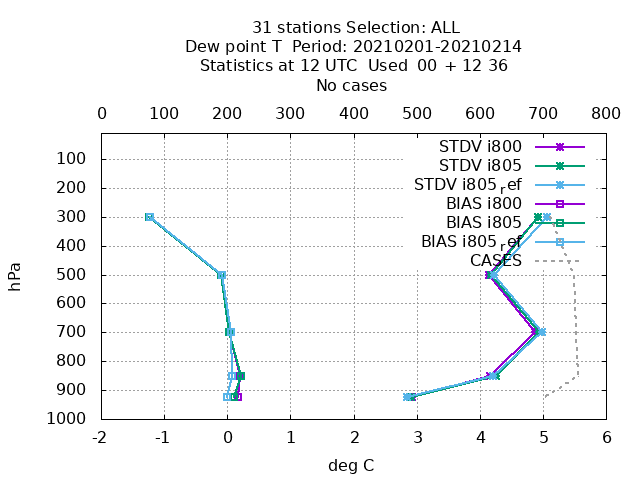 31 stations Selection: ALL
Dew point T  Period: 20210201-20210214
Statistics at 12 UTC  Used  00 + 12 36
No cases
0 100 200 300 400 500 600 700 800
STDV i800
STDV i805
STDV i805ref
BIAS i800
BIAS i805
BIAS i805ref
CASES
100
200
300
400
500
600
700
800
900
1000
hPa
-2 -1 0 1 2 3 4 5 6
deg C